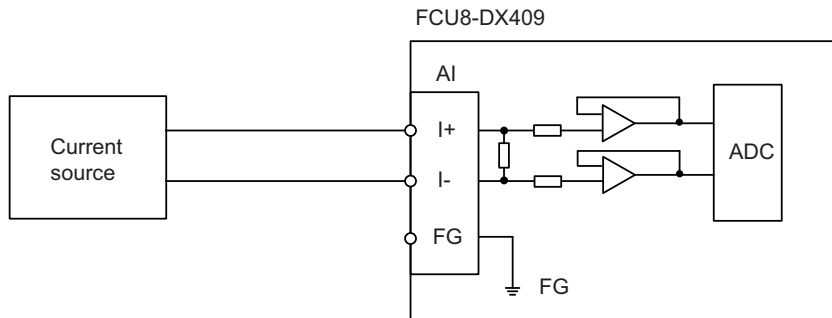 FCU8-DX409
AI
Current
source
I+
I-
FG
ADC
FG